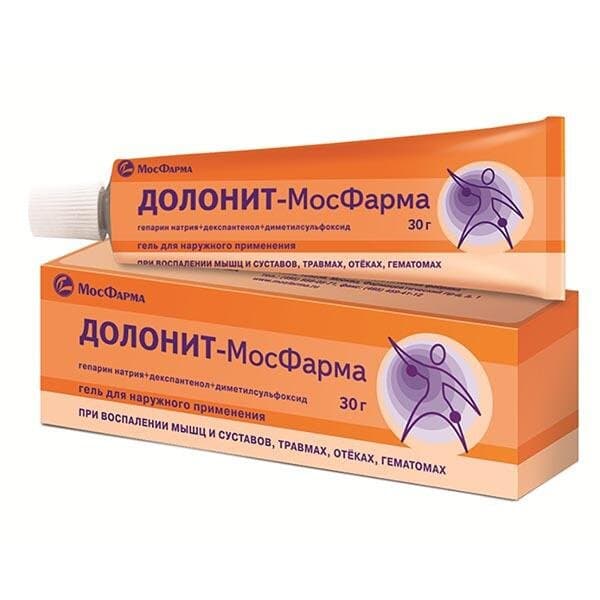 МосФарма
ДОЛОНИТ-МосФарма
гепарин натрия+декспантенол+диметилсульфоксид
30 г
гель для наружного применения
ПРИ ВОСПАЛЕНИИ МЫШЦ И СУСТАВОВ, ТРАВМАХ, ОТЁКАХ, ГЕМАТОМАХ
МосФарма
ДОЛОНИТ-МосФарма
гепарин натрия+декспантенол+диметилсульфоксид
30 г
гель для наружного применения
ПРИ ВОСПАЛЕНИИ МЫШЦ И СУСТАВОВ, ТРАВМАХ, ОТЁКАХ, ГЕМАТОМАХ